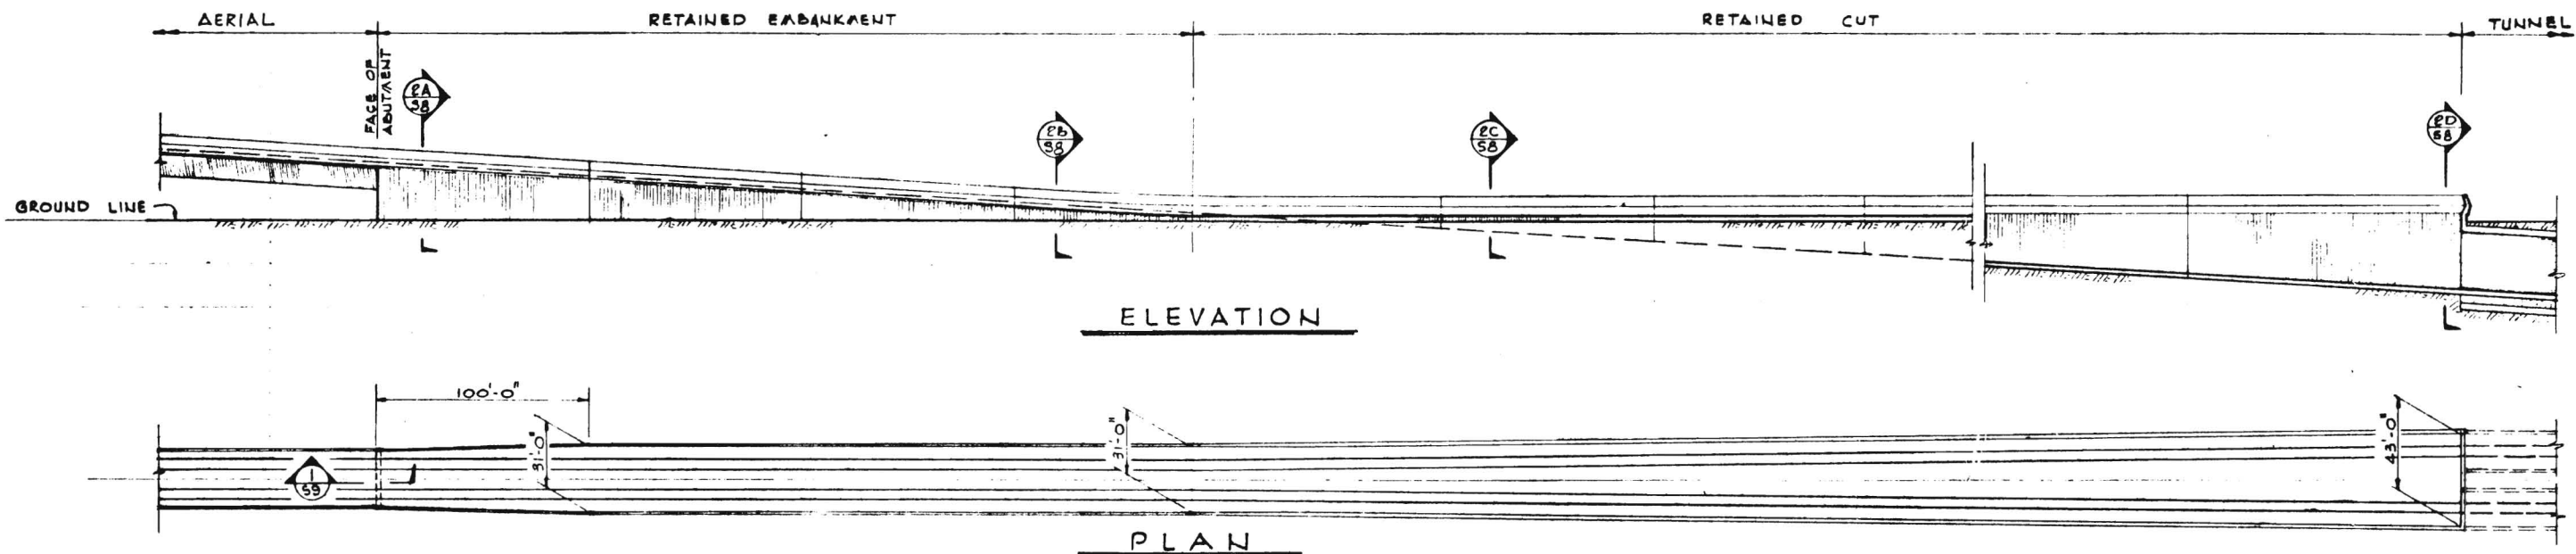 AERIAL
RETAINED EMBANKMENT
RETAINED CUT
TUNNEL
FACE OF
ABUTMENT
2A
58
2B
58
2C
58
2D
58
GROUND LINE
ELEVATION
100'-0"
31'-0"
31'-0"
43'-0"
1
59
PLAN